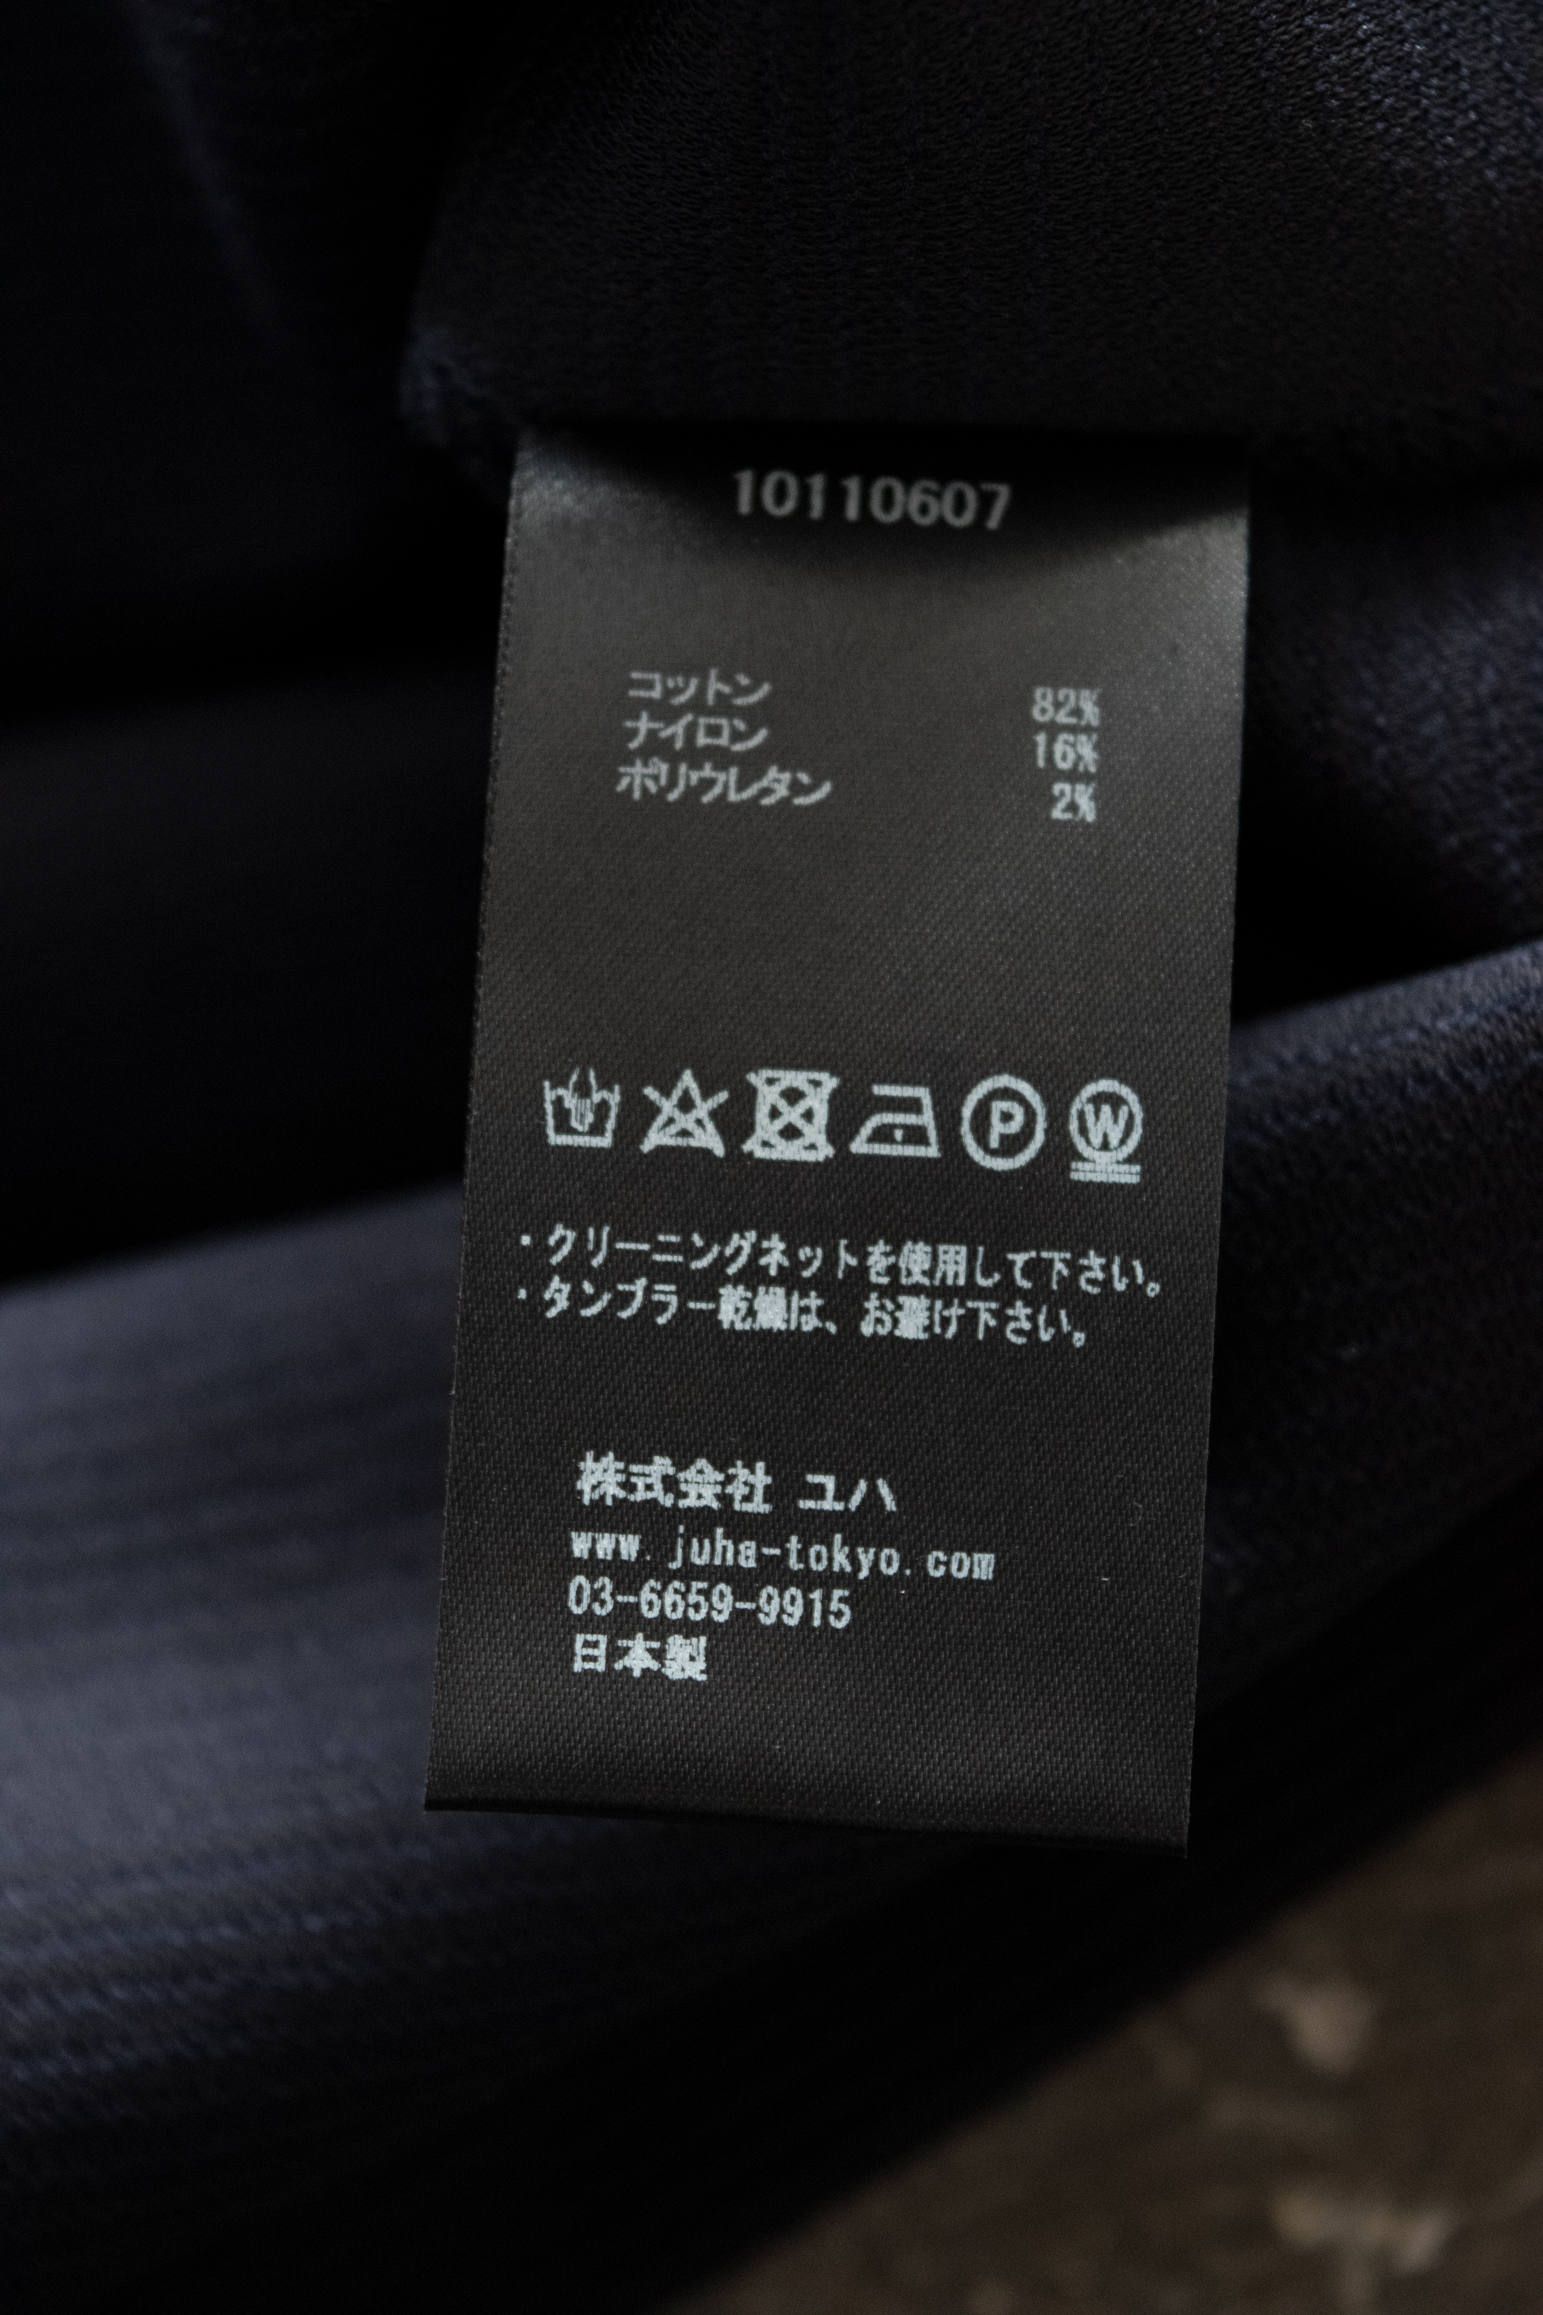 10110607
コットン 82%
ナイロン 16%
ポリウレタン 2%
P W
・クリーニングネットを使用して下さい。
・タンブラー乾燥は、お避け下さい。
株式会社 ユハ
www.juha-tokyo.com
03-6659-9915
日本製